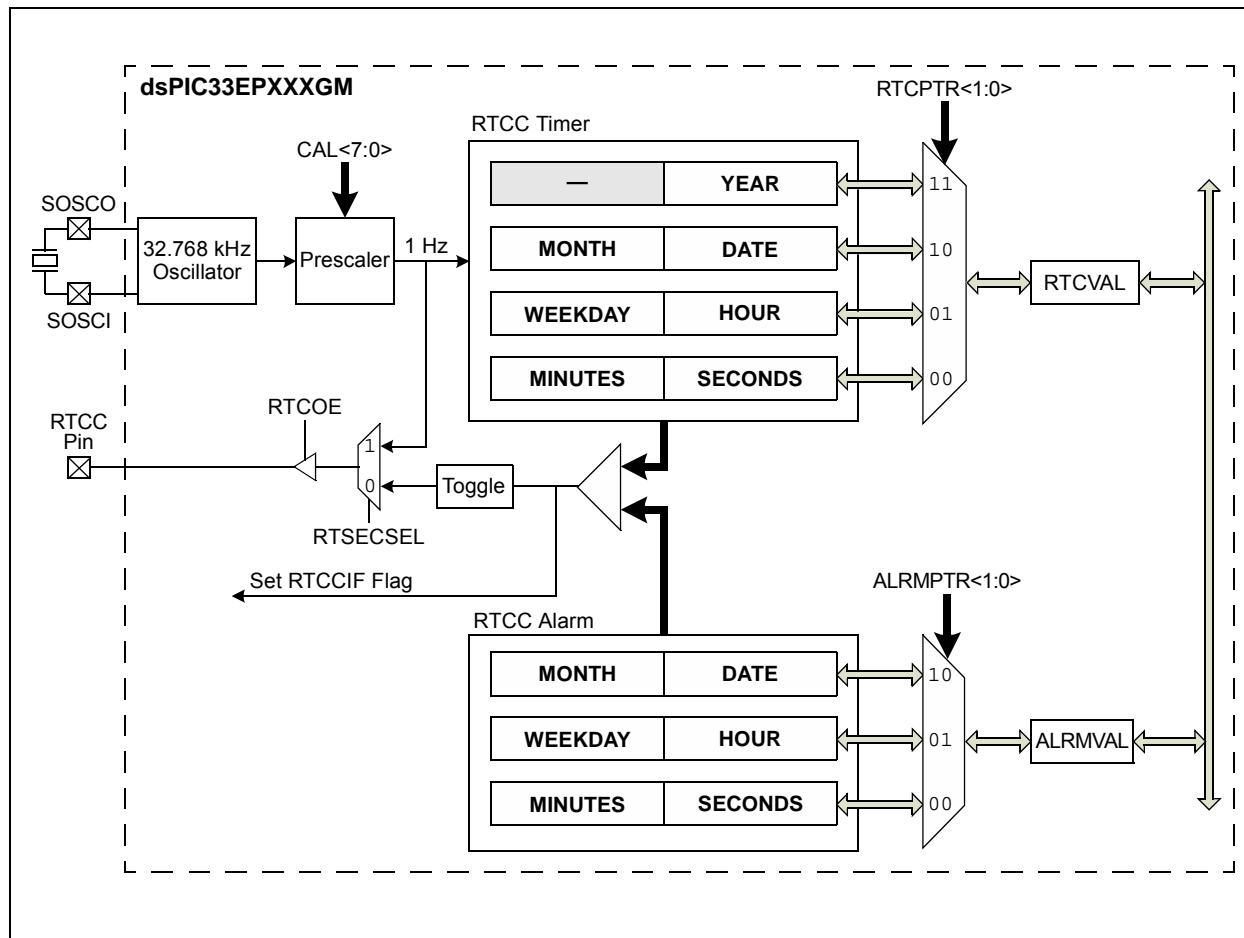 dsPIC33EPXXXGM
RTCPTR<1:0>
RTCC Timer
CAL<7:0>
— YEAR
11
SOSCO
32.768 kHz
Oscillator
Prescaler
1 Hz
MONTH DATE
10
RTCVAL
SOSCI
WEEKDAY HOUR
01
MINUTES SECONDS
00
RTCOE
RTCC
Pin
1
0
Toggle
RTSECSEL
Set RTCCIF Flag
ALRMPTR<1:0>
RTCC Alarm
MONTH DATE
10
WEEKDAY HOUR
01
ALRMVAL
MINUTES SECONDS
00